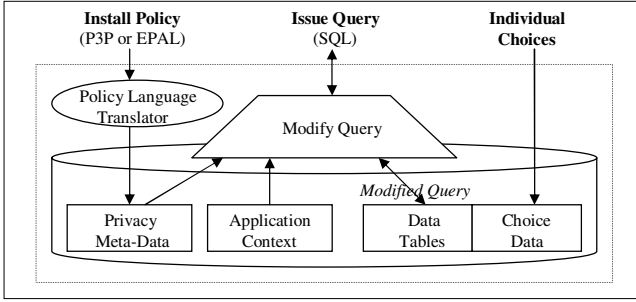 Install Policy
(P3P or EPAL)
Issue Query
(SQL)
Individual
Choices
Policy Language
Translator
Modify Query
Modified Query
Privacy
Meta-Data
Application
Context
Data
Tables
Choice
Data